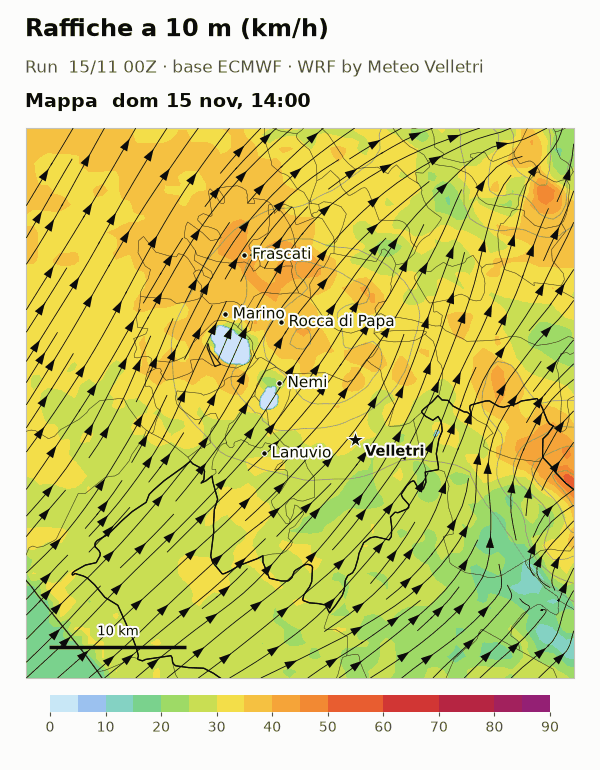 Raffiche a 10 m (km/h)
Run  15/11 00Z · base ECMWF · WRF by Meteo Velletri
Mappa  dom 15 nov, 14:00
Frascati
Marino
Rocca di Papa
Nemi
Lanuvio
Velletri
10 km
0 10 20 30 40 50 60 70 80 90